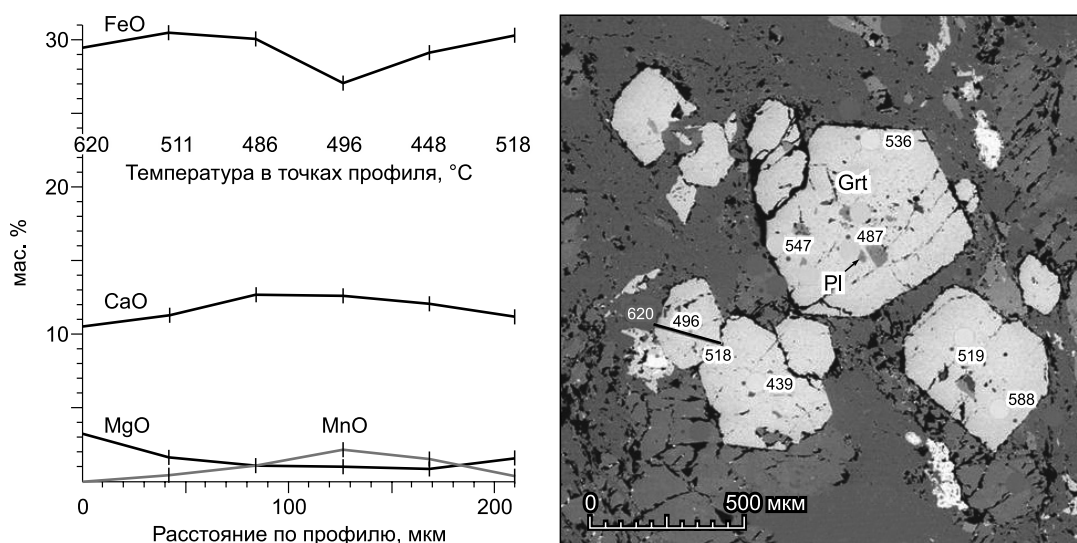 FeO
30
620 511 486 496 448 518
Температура в точках профиля, °C
20
мас. %
CaO
10
MgO
MnO
0 100 200
Расстояние по профилю, мкм
536
Grt
547
487
Pl
620
496
518
439
519
588
0 500 мкм